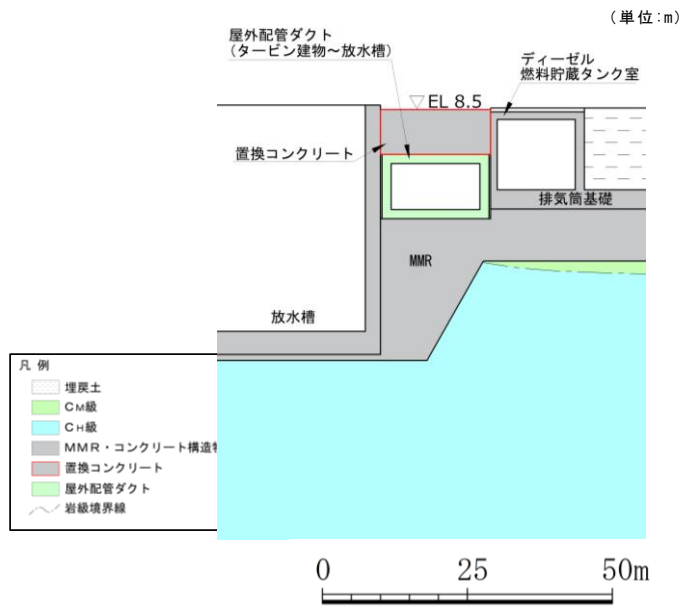 (単位:m)
屋外配管ダクト
(タービン建物～放水槽)
ディーゼル
燃料貯蔵タンク室
▽EL 8.5
置換コンクリート
排気筒基礎
MMR
放水槽
凡 例
埋戻土
CM級
CH級
MMR・コンクリート構造
置換コンクリート
屋外配管ダクト
岩級境界線
0 25 50m